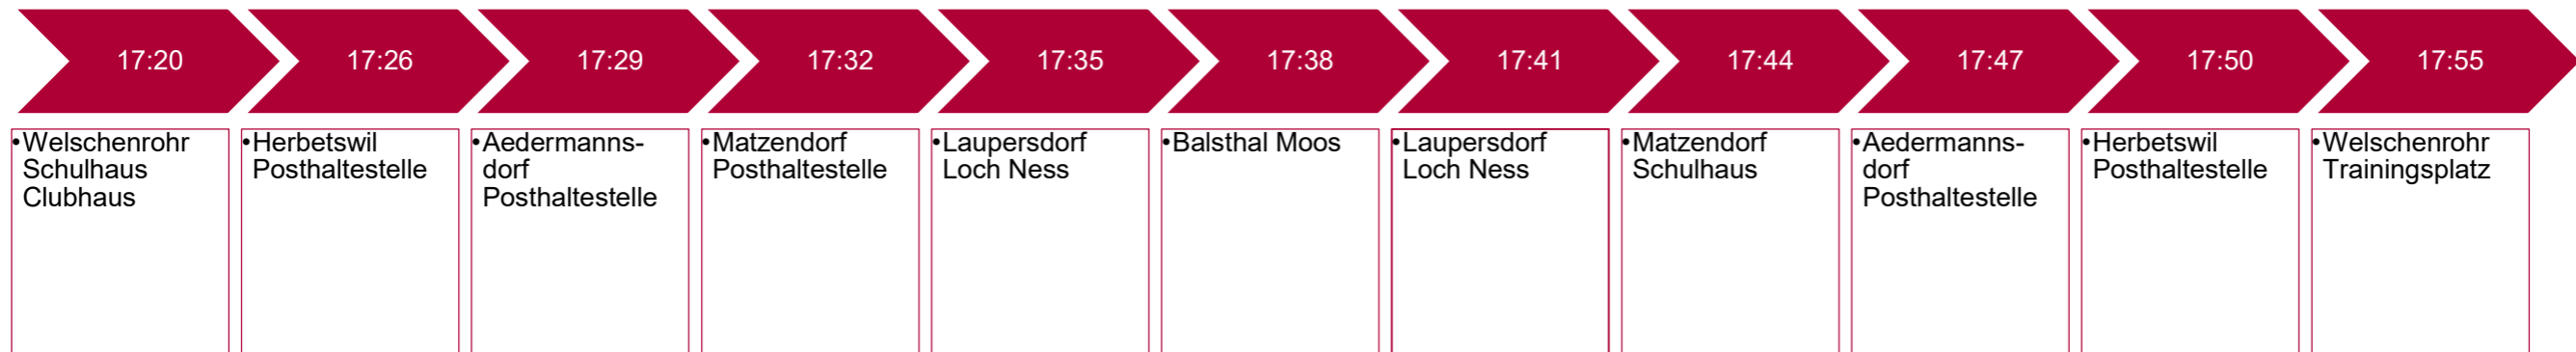 17:20
17:26
17:29
17:32
17:35
17:38
17:41
17:44
17:47
17:50
17:55
•Welschenrohr
Schulhaus
Clubhaus
•Herbetswil
Posthaltestelle
•Aedermanns-
dorf
Posthaltestelle
•Matzendorf
Posthaltestelle
•Laupersdorf
Loch Ness
•Balsthal Moos
•Laupersdorf
Loch Ness
•Matzendorf
Schulhaus
•Aedermanns-
dorf
Posthaltestelle
•Herbetswil
Posthaltestelle
•Welschenrohr
Trainingsplatz